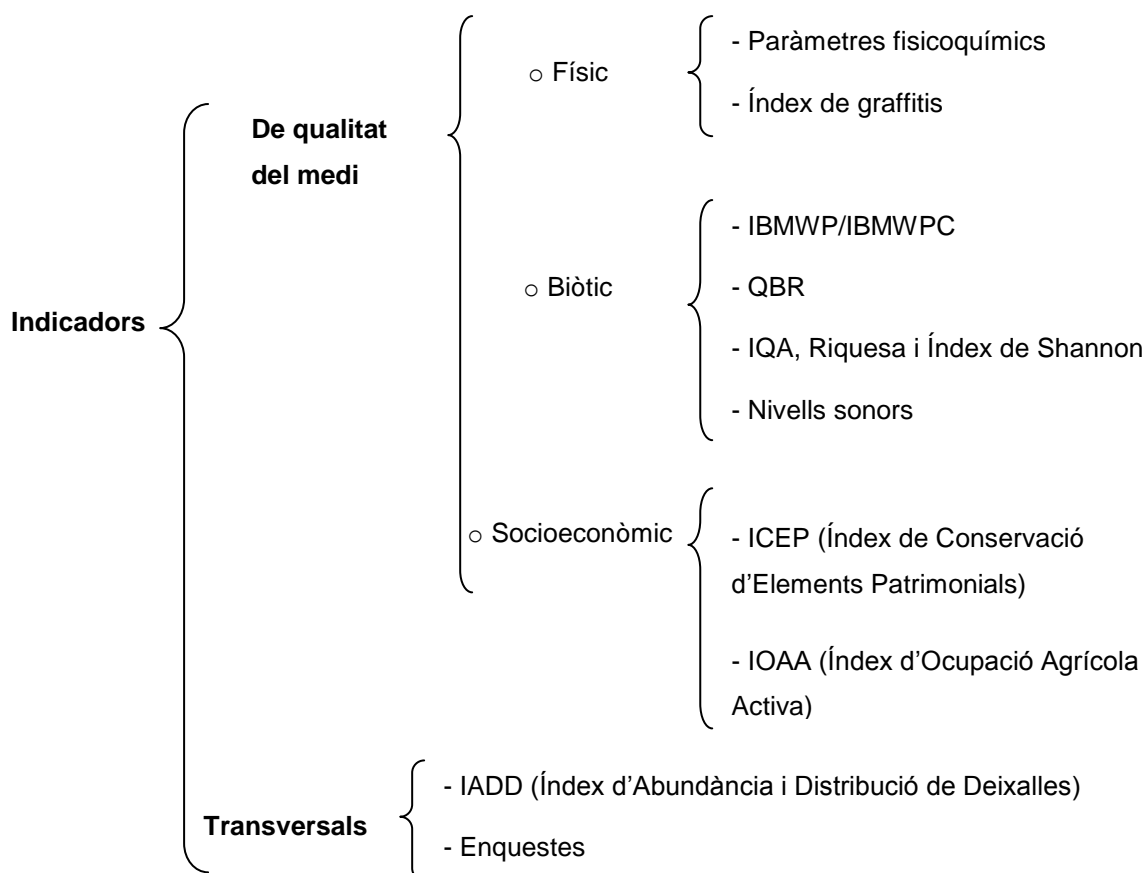 Indicadors
De qualitat
del medi
○ Físic
- Paràmetres fisicoquímics
- Índex de graffitis
○ Biòtic
- IBMWP/IBMWPC
- QBR
- IQA, Riquesa i Índex de Shannon
- Nivells sonors
○ Socioeconòmic
- ICEP (Índex de Conservació
d’Elements Patrimonials)
- IOAA (Índex d’Ocupació Agrícola
Activa)
Transversals
- IADD (Índex d’Abundància i Distribució de Deixalles)
- Enquestes